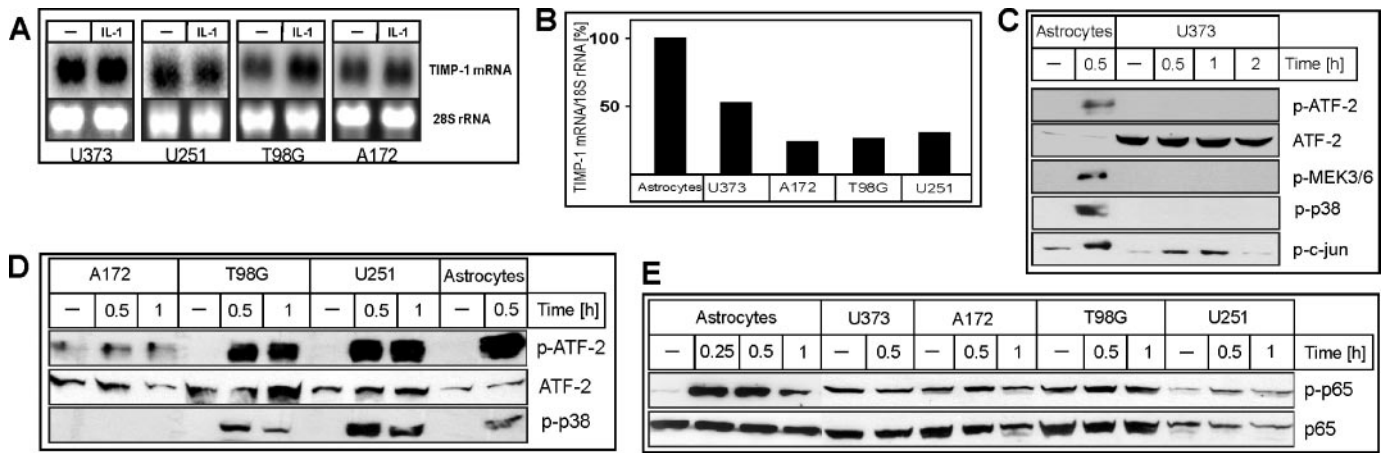 A
— IL-1 — IL-1 — IL-1 — IL-1
TIMP-1 mRNA
28S rRNA
U373 U251 T98G A172
B
TIMP-1 mRNA/18S rRNA [%]
100
50
Astrocytes U373 A172 T98G U251
C
Astrocytes U373
— 0.5 — 0.5 1 2 Time [h]
p-ATF-2
ATF-2
p-MEK3/6
p-p38
p-c-jun
D
A172 T98G U251 Astrocytes
— 0.5 1 — 0.5 1 — 0.5 1 — 0.5 Time [h]
p-ATF-2
ATF-2
p-p38
E
Astrocytes U373 A172 T98G U251
— 0.25 0.5 1 — 0.5 — 0.5 1 — 0.5 1 — 0.5 1 Time [h]
p-p65
p65